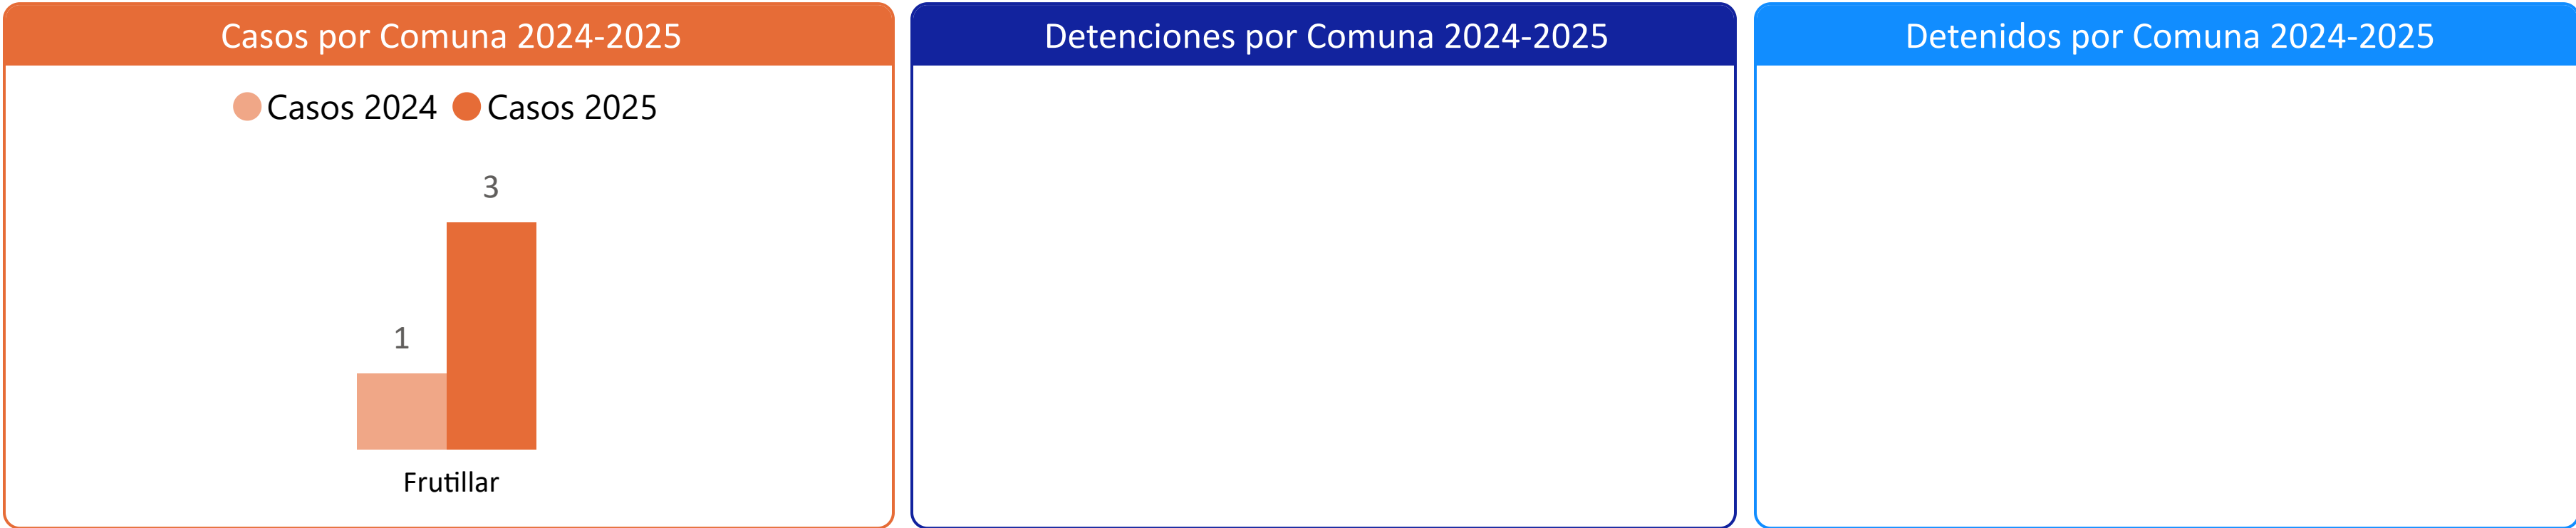 Casos por Comuna 2024-2025
Casos 2024 Casos 2025
3
1
Frutillar
Detenciones por Comuna 2024-2025
Detenidos por Comuna 2024-2025